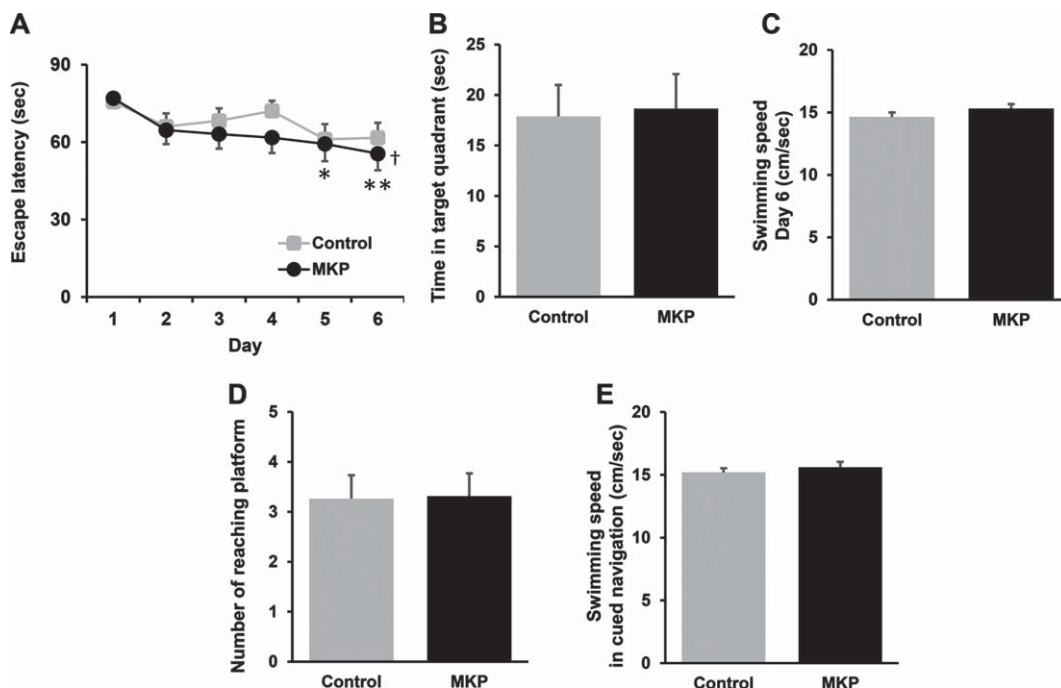 A
Escape latency (sec)
90
60
30
0
†
*
**
Control
MKP
1 2 3 4 5 6
Day
B
Time in target quadrant (sec)
25
20
15
10
5
0
Control MKP
C
Swimming speed
Day 6 (cm/sec)
20
15
10
5
0
Control MKP
D
Number of reaching platform
5
4
3
2
1
0
Control MKP
E
Swimming speed
in cued navigation (cm/sec)
20
15
10
5
0
Control MKP